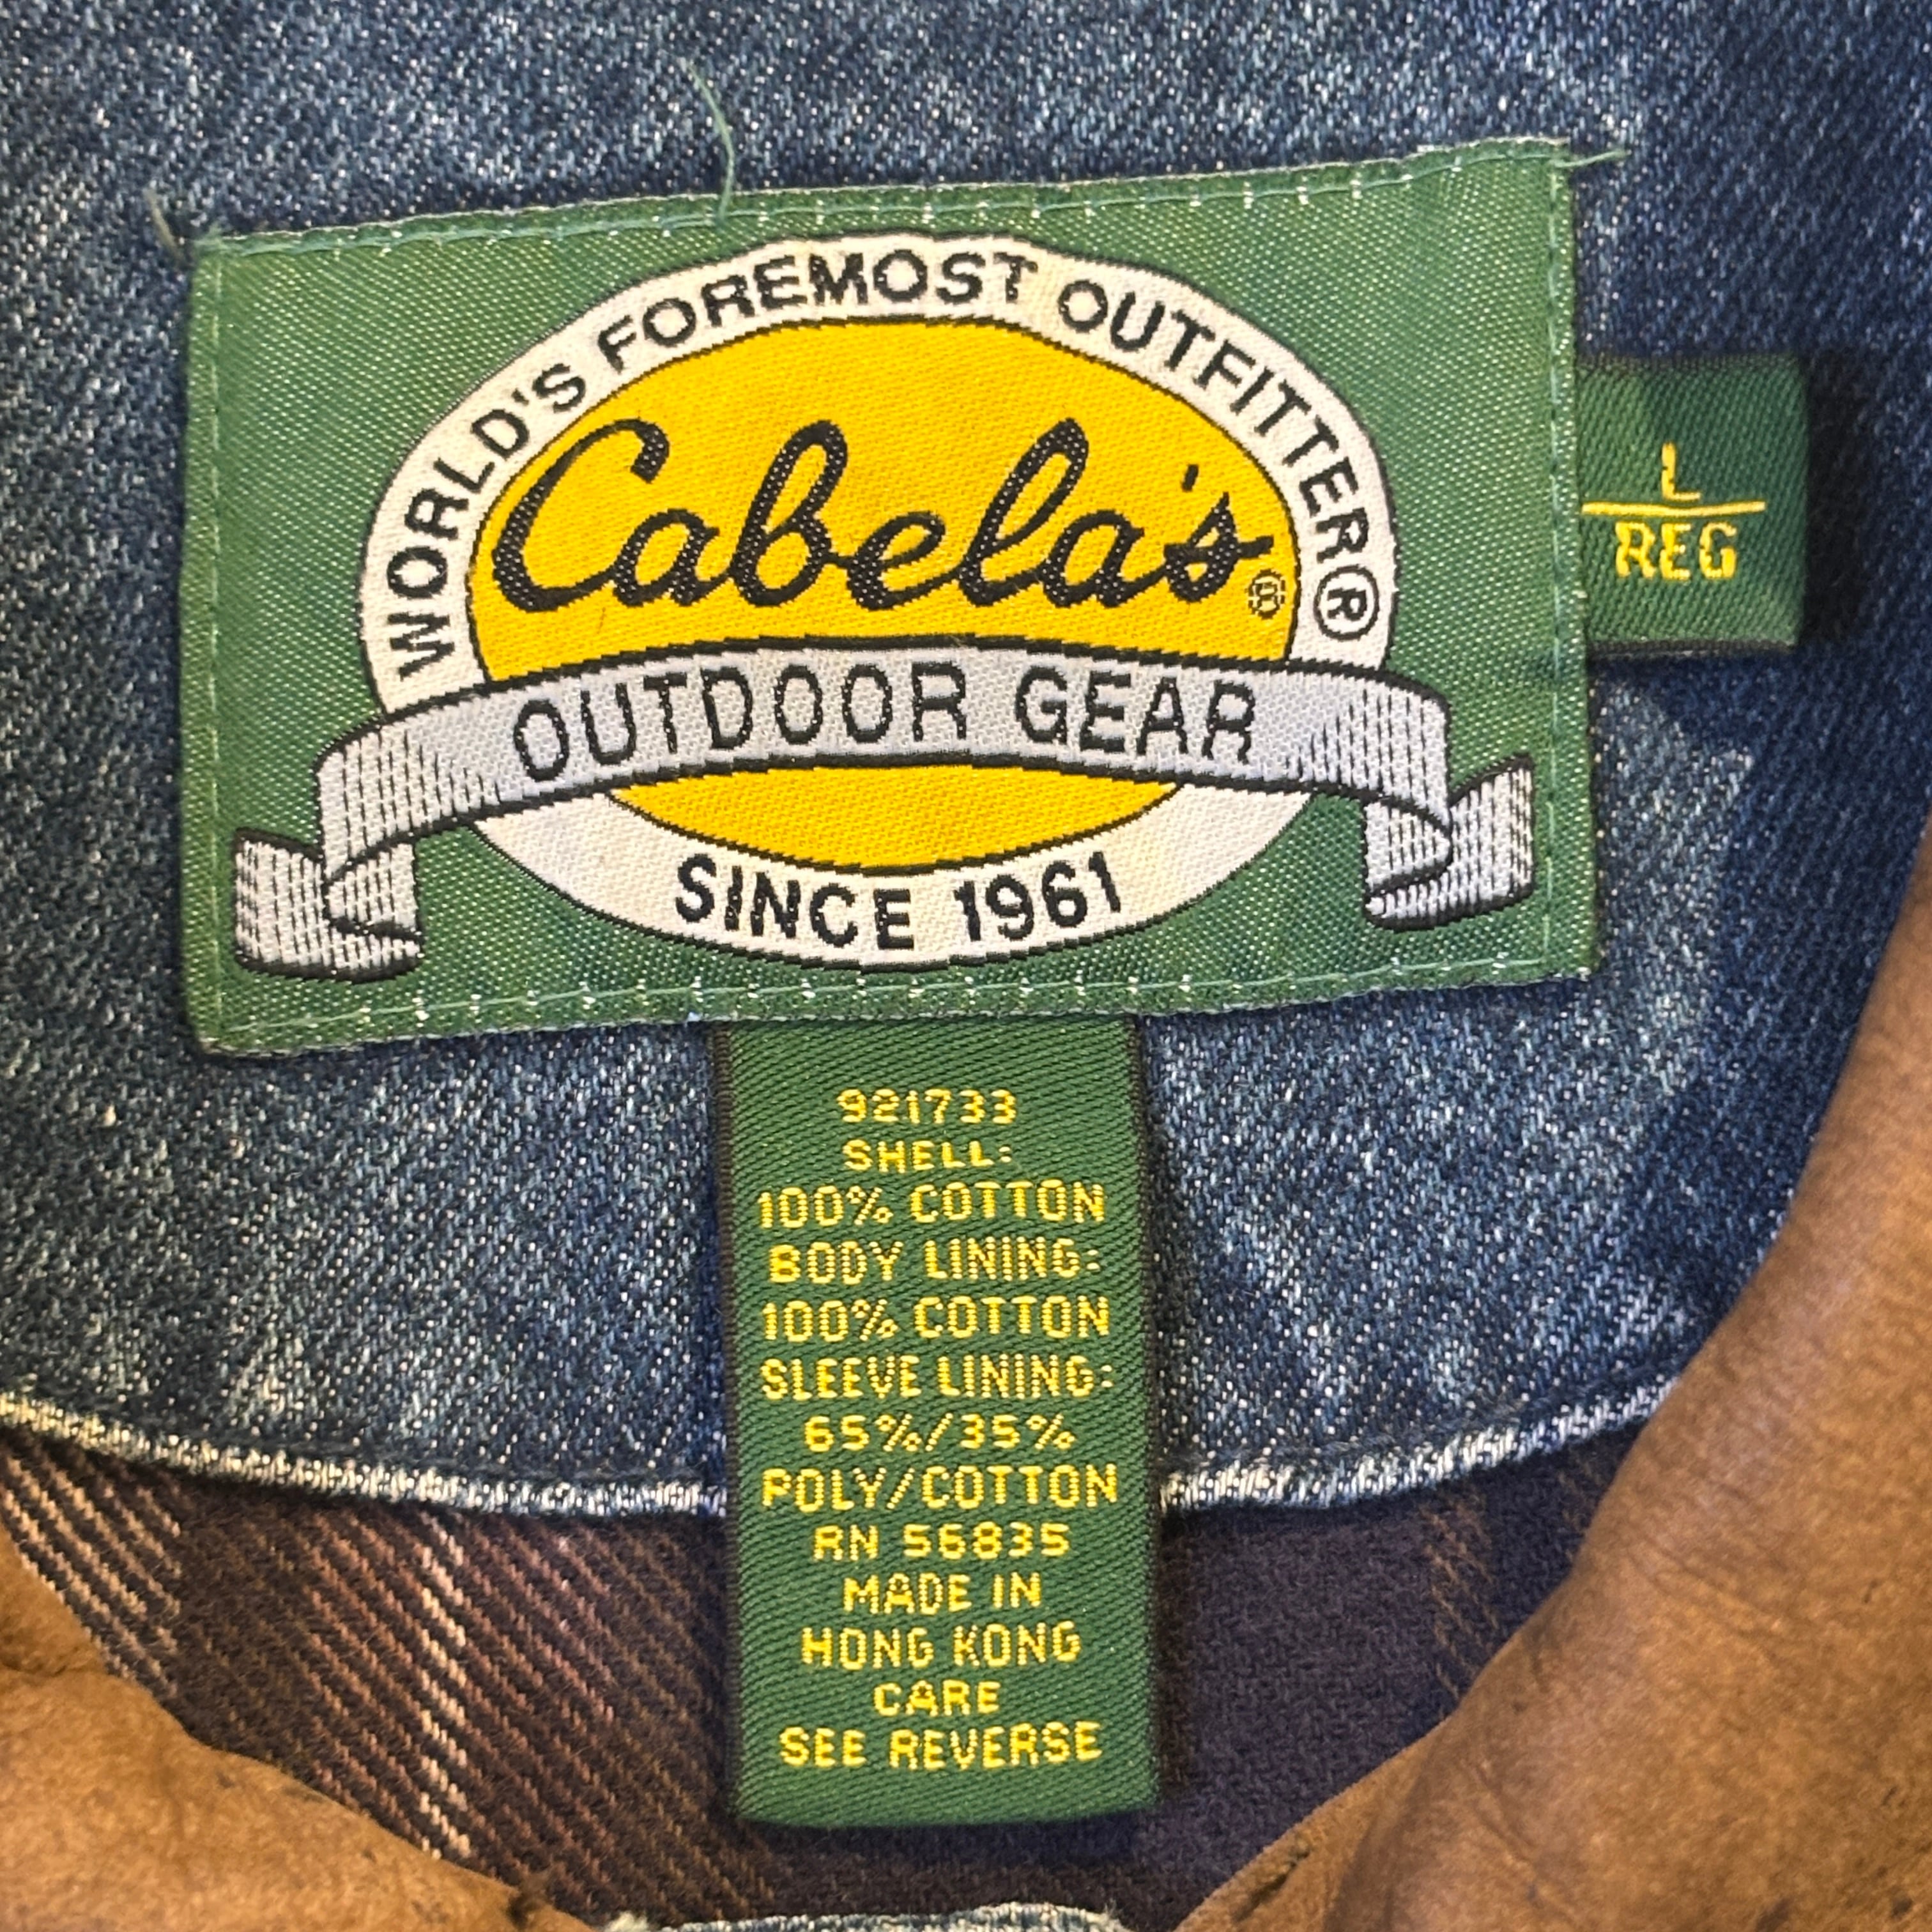 WORLD'S FOREMOST OUTFITTER®
Cabela's®
OUTDOOR GEAR
SINCE 1961
L
REG
921733
SHELL:
100% COTTON
BODY LINING:
100% COTTON
SLEEVE LINING:
65%/35%
POLY/COTTON
RN 56835
MADE IN
HONG KONG
CARE
SEE REVERSE